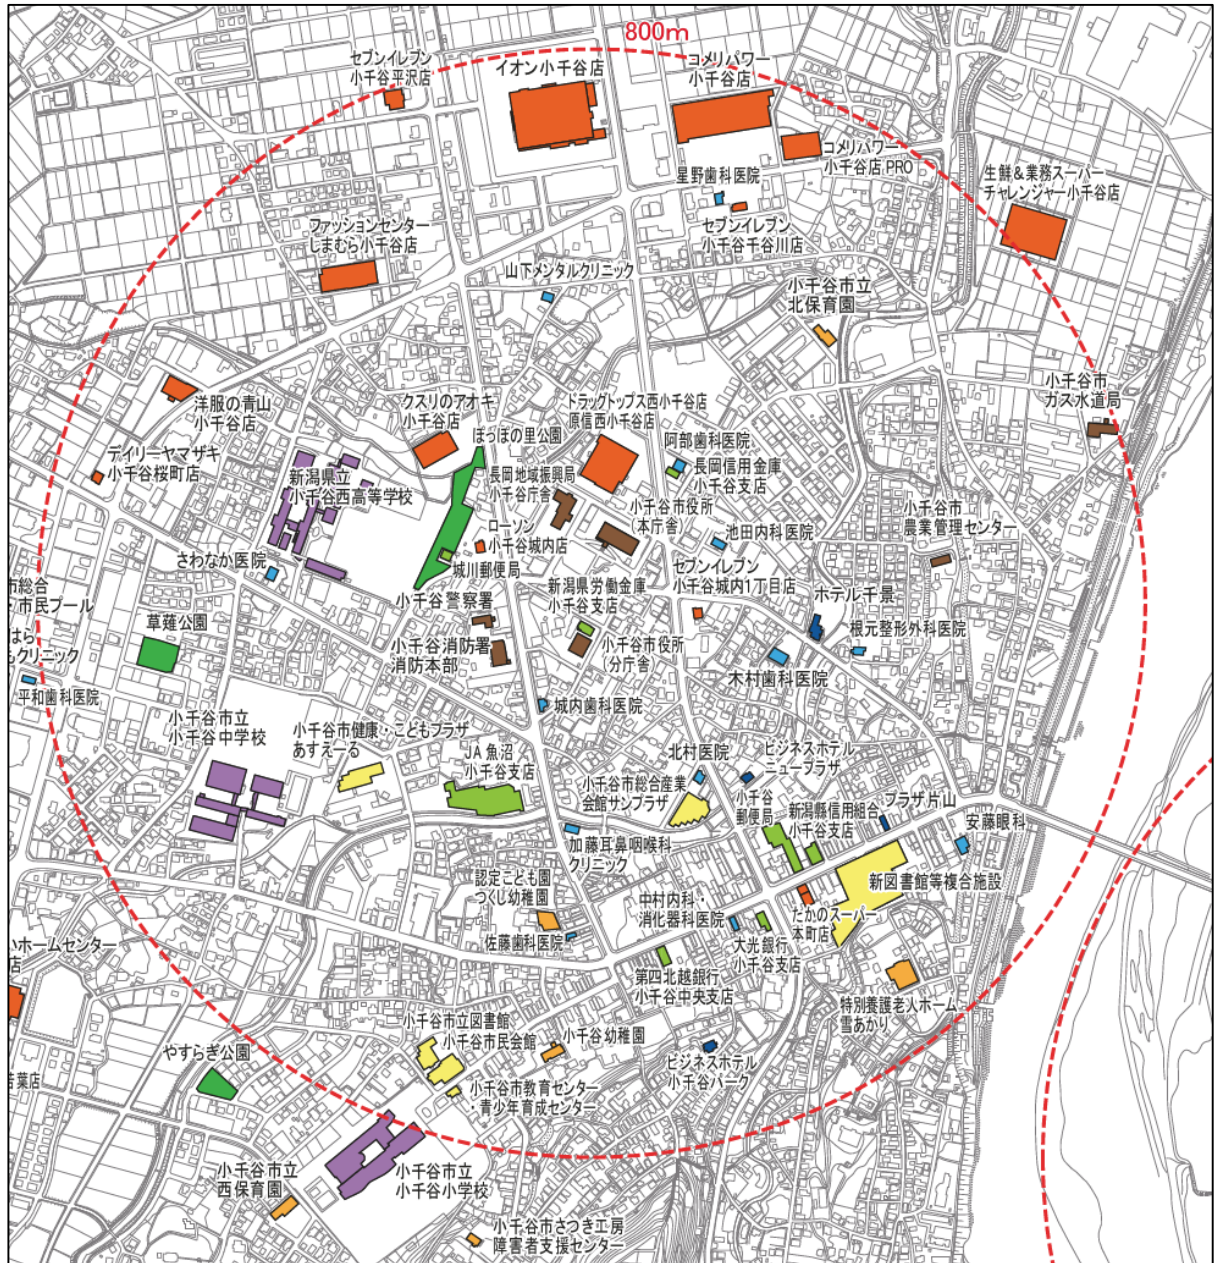 800m
セブンイレブン
小千谷平沢店
イオン小千谷店
コメリパワー
小千谷店
コメリパワー
小千谷店 PRO
星野歯科医院
セブンイレブン
小千谷千谷川店
生鮮&業務スーパー
チャレンジャー小千谷店
ファッションセンター
しまむら小千谷店
山下メンタルクリニック
小千谷市立
北保育園
小千谷市
ガス水道局
洋服の青山
小千谷店
クスリのアオキ
小千谷店
ドラッグトップス西小千谷店
原信西小千谷店
ぽっぽの里公園
阿部歯科医院
長岡信用金庫
小千谷支店
デイリーヤマザキ
小千谷桜町店
新潟県立
小千谷西高等学校
長岡地域振興局
小千谷庁舎
小千谷市役所
(本庁舎
小千谷市
農業管理センター
池田内科医院
ローソン
小千谷城内店
城川郵便局
さわなか医院
セブンイレブン
小千谷城内1丁目店
小千谷警察署
新潟県労働金庫
小千谷支店
ホテル千景
根元整形外科医院
市総合
市民プール
草薙公園
小千谷消防署
消防本部
小千谷市役所
(分庁舎
はら
もクリニック
木村歯科医院
平和歯科医院
城内歯科医院
小千谷市立
小千谷中学校
小千谷市健康・こどもプラザ
あすえーる
JA魚沼
小千谷支店
北村医院
ビジネスホテル
ニュープラザ
小千谷市総合産業
会館サンプラザ
小千谷
郵便局
新潟縣信用組合
小千谷支店
プラザ片山
安藤眼科
加藤耳鼻咽喉科
クリニック
認定こども園
つくし幼稚園
新図書館等複合施設
中村内科・
消化器科医院
たかのスーパー
本町店
佐藤歯科医院
大光銀行
小千谷支店
ホームセンター
店
第四北越銀行
小千谷中央支店
特別養護老人ホーム
雪あかり
小千谷市立図書館
小千谷市民会館
小千谷幼稚園
やすらぎ公園
ビジネスホテル
小千谷パーク
葉店
小千谷市教育センター
・青少年育成センター
小千谷市立
西保育園
小千谷市立
小千谷小学校
小千谷市さつき工房
障害者支援センター